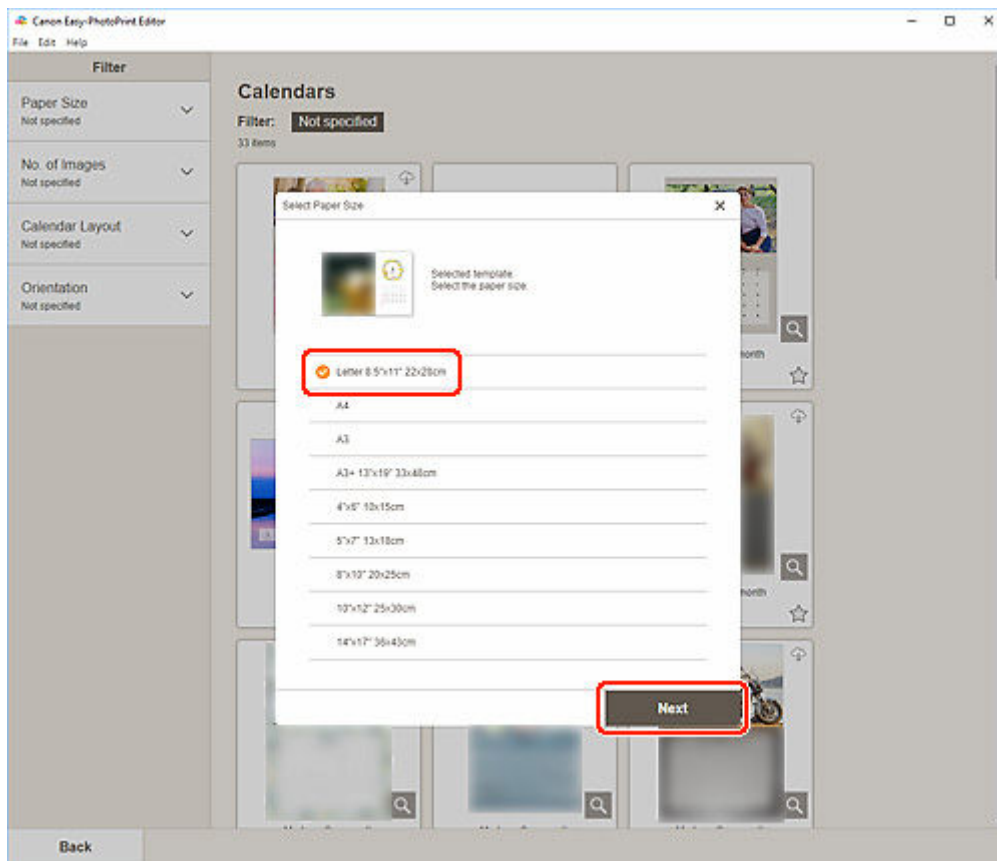 Canon Easy-PhotoPrint Editor
File Edit Help
Filter
Paper Size
Not specified
No. of Images
Not specified
Calendar Layout
Not specified
Orientation
Not specified
Calendars
Filter: Not specified
33 items
Select Paper Size
Selected template.
Select the paper size.
Letter 8.5"x11" 22x28cm
A4
A3
A3+ 13"x19" 33x48cm
4"x6" 10x15cm
5"x7" 13x18cm
8"x10" 20x25cm
10"x12" 25x30cm
14"x17" 36x43cm
Next
month
month
Back